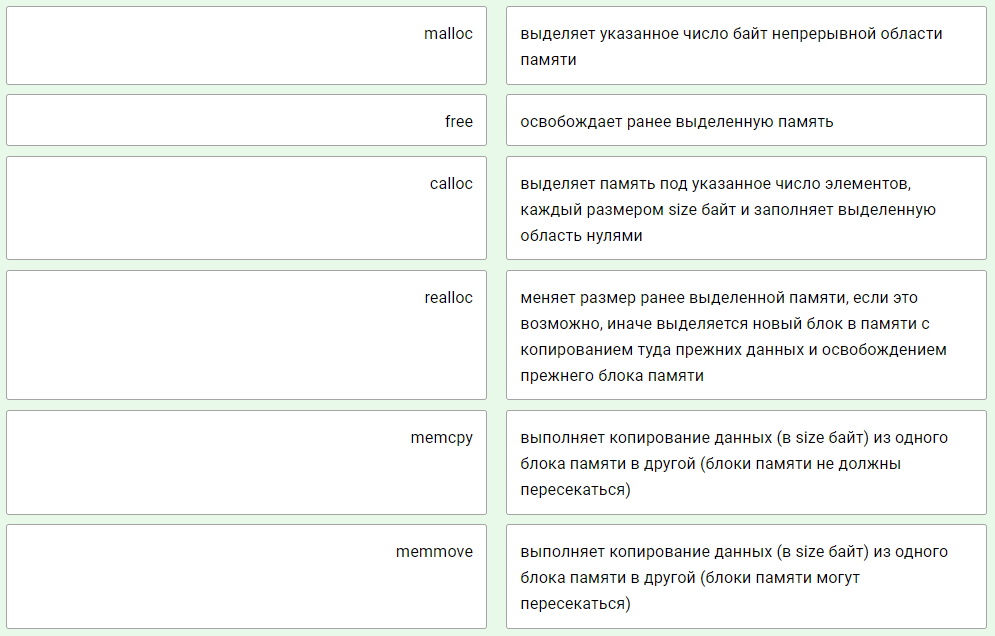 malloc
выделяет указанное число байт непрерывной области
памяти
free
освобождает ранее выделенную память
calloc
выделяет память под указанное число элементов,
каждый размером size байт и заполняет выделенную
область нулями
realloc
меняет размер ранее выделенной памяти, если это
возможно, иначе выделяется новый блок в памяти с
копированием туда прежних данных и освобождением
прежнего блока памяти
memcpy
выполняет копирование данных (в size байт) из одного
блока памяти в другой (блоки памяти не должны
пересекаться)
memmove
выполняет копирование данных (в size байт) из одного
блока памяти в другой (блоки памяти могут
пересекаться)